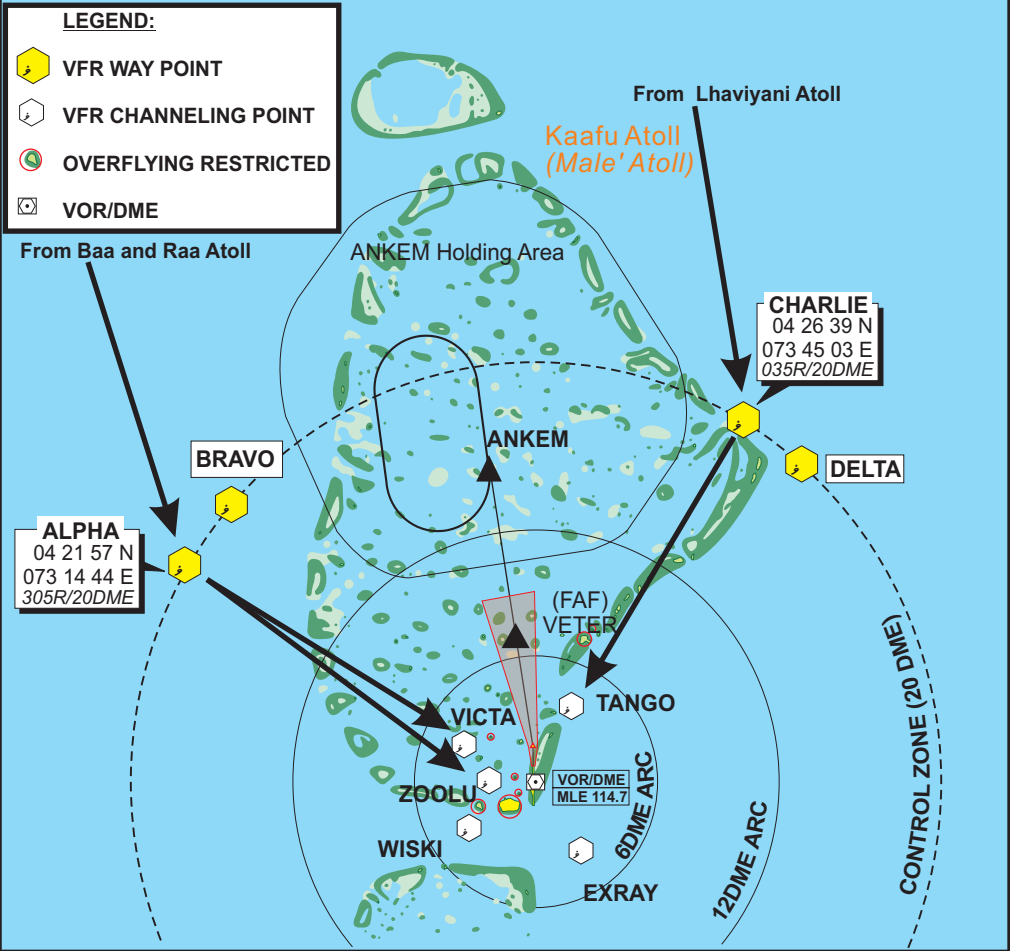 LEGEND:
VFR WAY POINT
VFR CHANNELING POINT
OVERFLYING RESTRICTED
VOR/DME
From Lhaviyani Atoll
Kaafu Atoll
(Male' Atoll)
From Baa and Raa Atoll
ANKEM Holding Area
CHARLIE
04 26 39 N
073 45 03 E
035R/20DME
ANKEM
BRAVO
DELTA
ALPHA
04 21 57 N
073 14 44 E
305R/20DME
(FAF)
VETER
CONTROL ZONE (20 DME)
TANGO
VICTA
VOR/DME
MLE 114.7
ZOOLU
6DME ARC
WISKI
12DME ARC
EXRAY